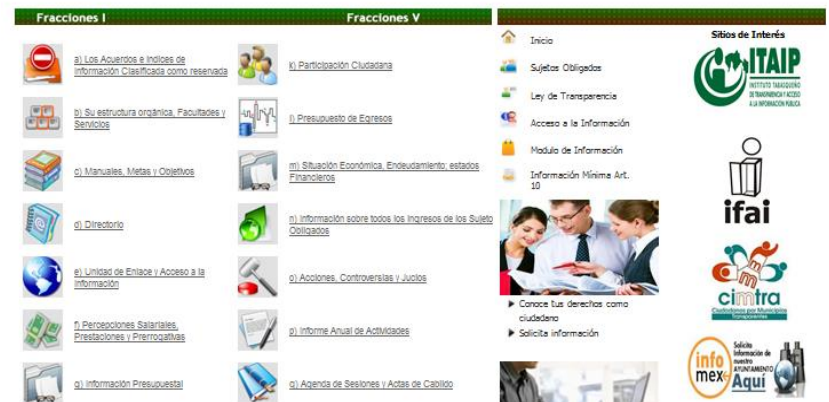 Fracciones I
a) Los Acuerdos e Indices de
Información Clasificada como reservada
b) Su estructura orgánica, Facultades y
Servicios
c) Manuales, Metas y Objetivos
d) Directorio
e) Unidad de Enlace y Acceso a la
Información
f) Percepciones Salariales,
Prestaciones y Prerrogativas
g) Información Presupuestal
Fracciones V
k) Participación Ciudadana
l) Presupuesto de Egresos
m) Situación Económica, Endeudamiento; estados
Financieros
n) Información sobre todos los Ingresos de los Sujeto
Obligados
o) Acciones, Controversias y Jucios
p) Informe Anual de Actividades
q) Agenda de Sesiones y Actas de Cabildo
Inicio
Sujetos Obligados
Ley de Transparencia
Acceso a la Información
Modulo de Información
Información Mínima Art.
10
Conoce tus derechos como
ciudadano
Solicita información
Sitios de Interés
ITAIP
INSTITUTO TABASQUEÑO
DE TRANSPARENCIA Y ACCESO
A LA INFORMACIÓN PÚBLICA
ifai
cimtra
Ciudadanos por Municipios
Transparentes
info
mex
Solicita
Información de
nuestro
AYUNTAMIENTO
Aquí